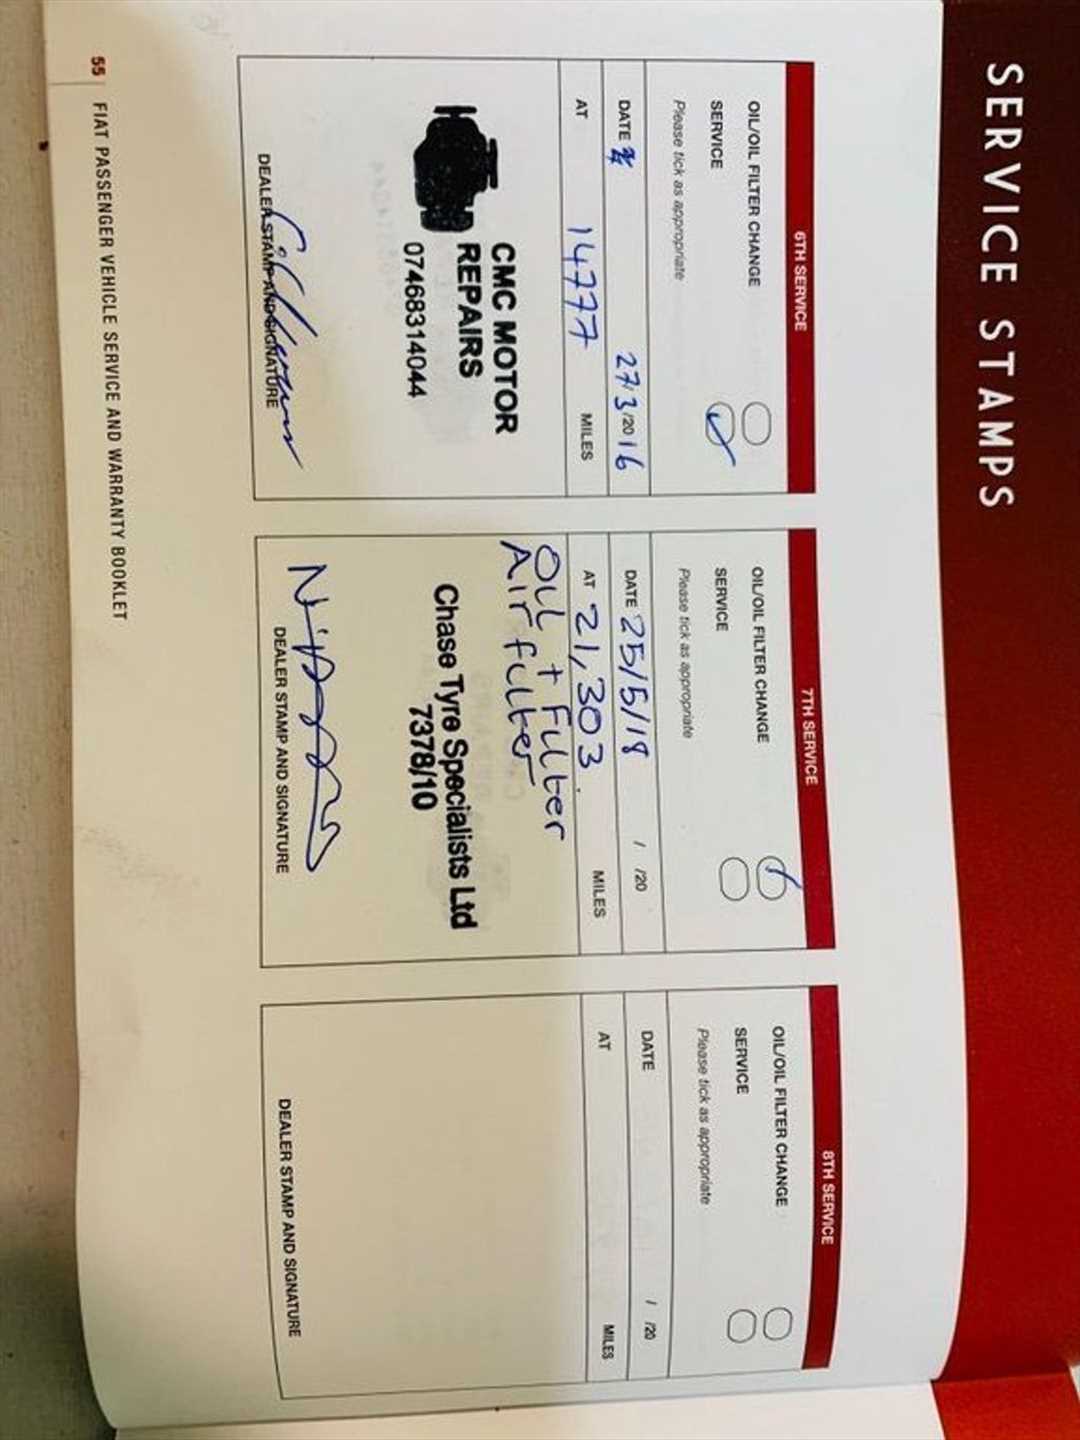 SERVICE STAMPS
6TH SERVICE
OIL/OIL FILTER CHANGE
SERVICE
Please tick as appropriate
DATE 27/3/2016
AT 14777 MILES
CMC MOTOR
REPAIRS
07468314044
DEALER STAMP AND SIGNATURE
7TH SERVICE
OIL/OIL FILTER CHANGE
SERVICE
Please tick as appropriate
DATE 25/5/18 / /20
AT 21,303 MILES
OIL + Filter
Air filter
Chase Tyre Specialists Ltd
7378/10
DEALER STAMP AND SIGNATURE
8TH SERVICE
OIL/OIL FILTER CHANGE
SERVICE
Please tick as appropriate
DATE / /20
AT MILES
DEALER STAMP AND SIGNATURE
55 FIAT PASSENGER VEHICLE SERVICE AND WARRANTY BOOKLET